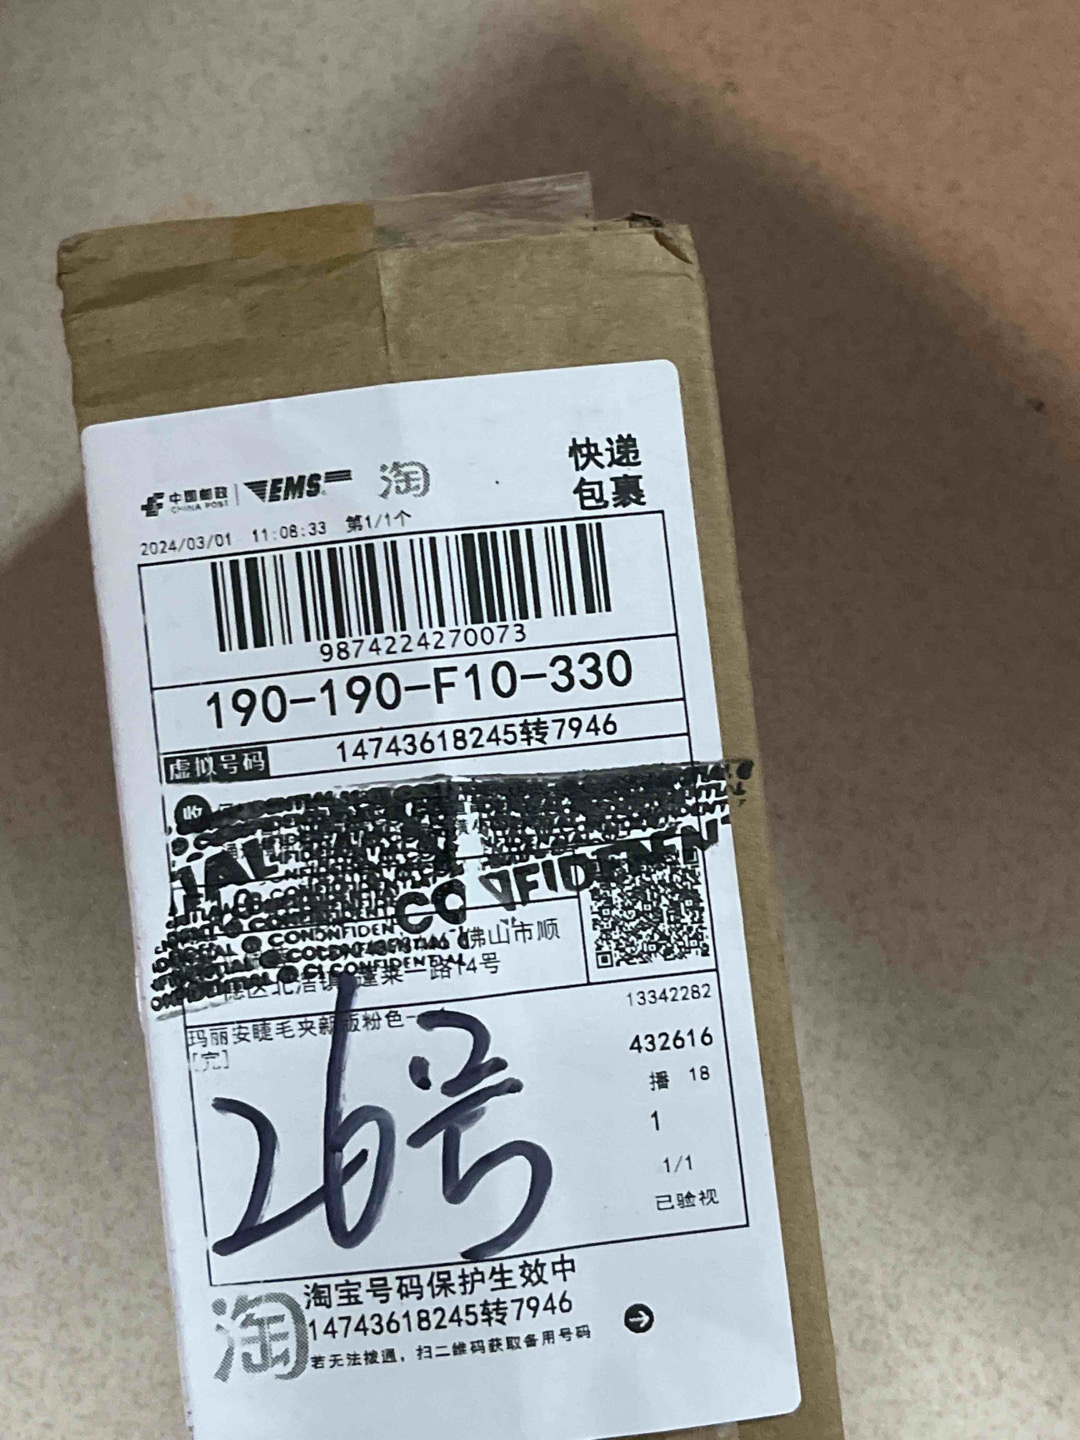 中国邮政 EMS 淘
CHINA POST
快递
包裹
2024/03/01 11:08:33 第1/1个
9874224270073
190-190-F10-330
虚拟号码 14743618245转7946
收
CONFIDENTIAL
佛山市顺
德区北滘镇蓬莱一路14号
玛丽安睫毛夹新版粉色-
[完]
13342282
432616
播 18
1
1/1
已验视
26号
淘 淘宝号码保护生效中
14743618245转7946
若无法拨通，扫二维码获取备用号码